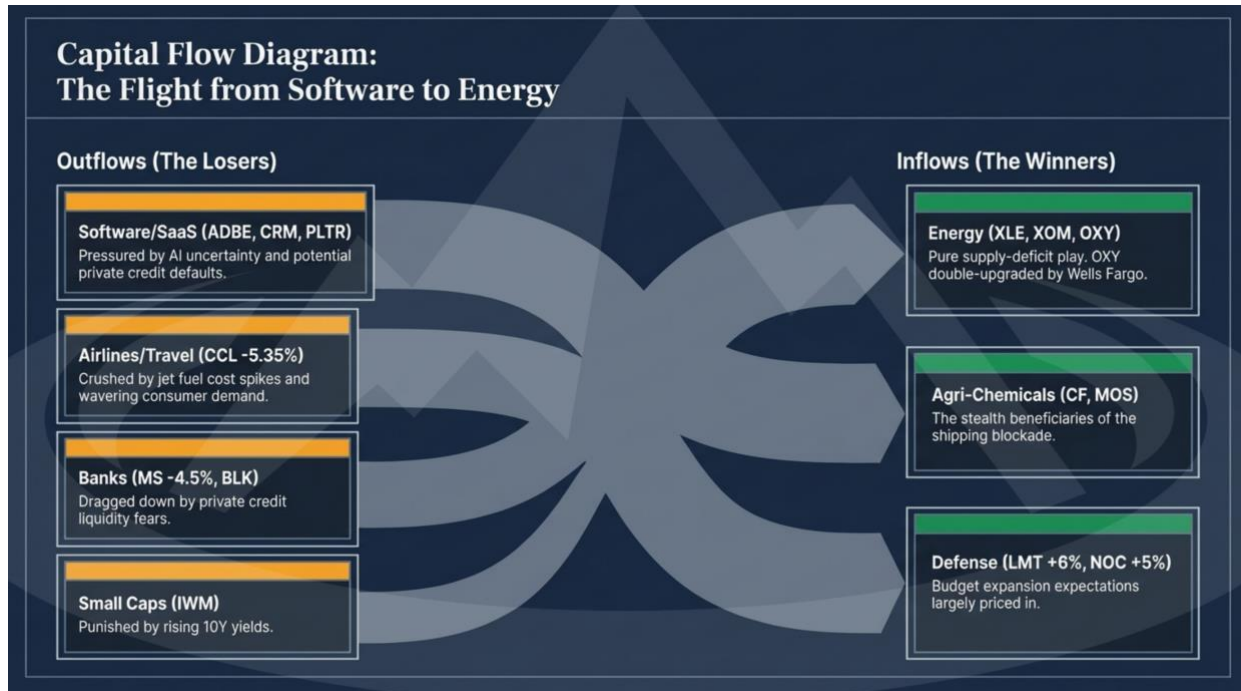 Capital Flow Diagram:
The Flight from Software to Energy
Outflows (The Losers)
Software/SaaS (ADBE, CRM, PLTR)
Pressured by AI uncertainty and potential
private credit defaults.
Airlines/Travel (CCL -5.35%)
Crushed by jet fuel cost spikes and
wavering consumer demand.
Banks (MS -4.5%, BLK)
Dragged down by private credit
liquidity fears.
Small Caps (IWM)
Punished by rising 10Y yields.
Inflows (The Winners)
Energy (XLE, XOM, OXY)
Pure supply-deficit play. OXY
double-upgraded by Wells Fargo.
Agri-Chemicals (CF, MOS)
The stealth beneficiaries of the
shipping blockade.
Defense (LMT +6%, NOC +5%)
Budget expansion expectations
largely priced in.